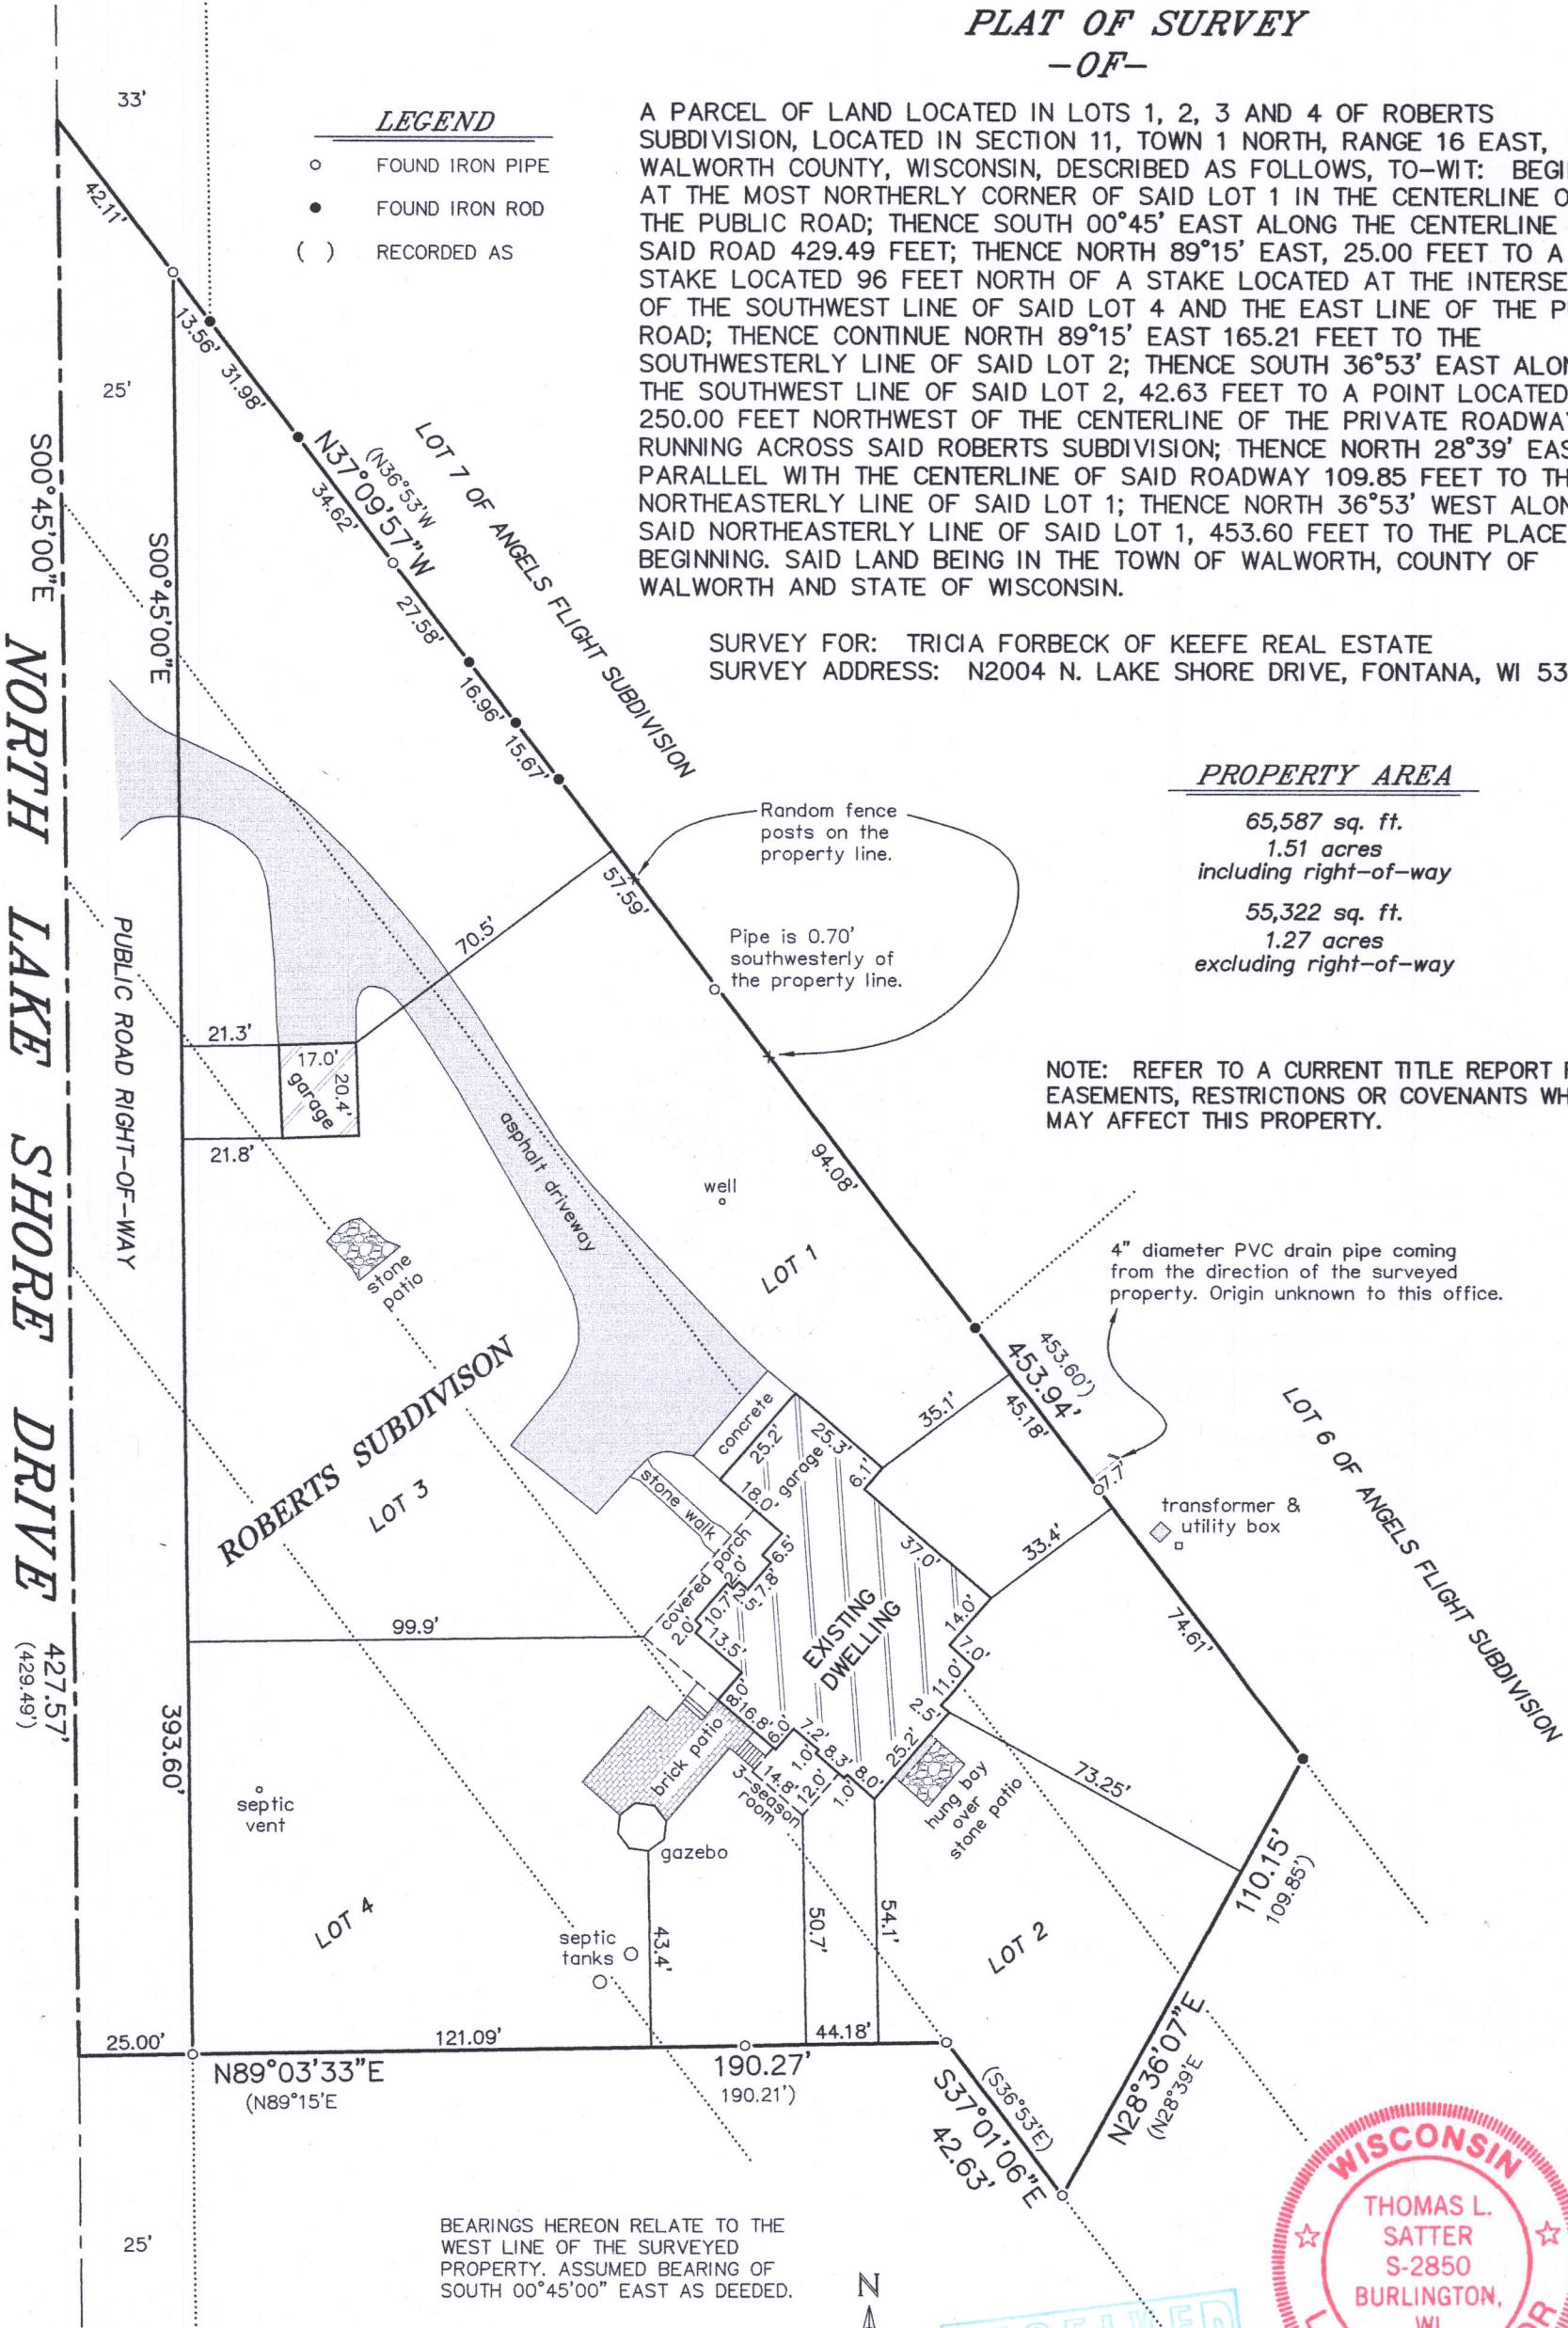 PLAT OF SURVEY
-OF-
A PARCEL OF LAND LOCATED IN LOTS 1, 2, 3 AND 4 OF ROBERTS
SUBDIVISION, LOCATED IN SECTION 11, TOWN 1 NORTH, RANGE 16 EAST,
WALWORTH COUNTY, WISCONSIN, DESCRIBED AS FOLLOWS, TO-WIT: BEGI
AT THE MOST NORTHERLY CORNER OF SAID LOT 1 IN THE CENTERLINE O
THE PUBLIC ROAD; THENCE SOUTH 00°45' EAST ALONG THE CENTERLINE
SAID ROAD 429.49 FEET; THENCE NORTH 89°15' EAST, 25.00 FEET TO A
STAKE LOCATED 96 FEET NORTH OF A STAKE LOCATED AT THE INTERSE
OF THE SOUTHWEST LINE OF SAID LOT 4 AND THE EAST LINE OF THE P
ROAD; THENCE CONTINUE NORTH 89°15' EAST 165.21 FEET TO THE
SOUTHWESTERLY LINE OF SAID LOT 2; THENCE SOUTH 36°53' EAST ALON
THE SOUTHWEST LINE OF SAID LOT 2, 42.63 FEET TO A POINT LOCATED
250.00 FEET NORTHWEST OF THE CENTERLINE OF THE PRIVATE ROADWA
RUNNING ACROSS SAID ROBERTS SUBDIVISION; THENCE NORTH 28°39' EAS
PARALLEL WITH THE CENTERLINE OF SAID ROADWAY 109.85 FEET TO TH
NORTHEASTERLY LINE OF SAID LOT 1; THENCE NORTH 36°53' WEST ALON
SAID NORTHEASTERLY LINE OF SAID LOT 1, 453.60 FEET TO THE PLACE
BEGINNING. SAID LAND BEING IN THE TOWN OF WALWORTH, COUNTY OF
WALWORTH AND STATE OF WISCONSIN.
SURVEY FOR: TRICIA FORBECK OF KEEFE REAL ESTATE
SURVEY ADDRESS: N2004 N. LAKE SHORE DRIVE, FONTANA, WI 53
LEGEND
○ FOUND IRON PIPE
● FOUND IRON ROD
( ) RECORDED AS
33'
42.11'
13.56'
31.98'
25'
N37°09'57"W
(N36°53'W
34.62'
27.58'
16.96'
15.67'
LOT 7 OF ANGELS FLIGHT SUBDIVISION
S00°45'00"E
S00°45'00"E
NORTH LAKE SHORE DRIVE
427.57'
(429.49')
PUBLIC ROAD RIGHT-OF-WAY
PROPERTY AREA
65,587 sq. ft.
1.51 acres
including right-of-way
55,322 sq. ft.
1.27 acres
excluding right-of-way
Random fence
posts on the
property line.
57.59'
Pipe is 0.70'
southwesterly of
the property line.
70.5'
21.3'
17.0'
20.4'
garage
21.8'
NOTE: REFER TO A CURRENT TITLE REPORT F
EASEMENTS, RESTRICTIONS OR COVENANTS WH
MAY AFFECT THIS PROPERTY.
asphalt driveway
94.08'
well
LOT 1
stone
patio
4" diameter PVC drain pipe coming
from the direction of the surveyed
property. Origin unknown to this office.
453.60')
453.94'
45.18'
7.7'
35.1'
33.4'
transformer &
utility box
LOT 6 OF ANGELS FLIGHT SUBDIVISION
74.61'
ROBERTS SUBDIVISON
LOT 3
concrete
25.2'
25.3'
garage
6.1'
18.0'
stone walk
covered porch
6.5'
37.0'
2.0'
7.8'
2.5'
10.7'
2.0'
13.5'
EXISTING
DWELLING
14.0'
7.0'
11.0'
2.5'
8.0'
16.8'
6.0'
7.2'
1.0'
8.3'
1.0'
8.0'
25.2'
14.8'
12.0'
3-season
room
brick patio
gazebo
hung bay
over
stone patio
99.9'
393.60'
septic
vent
LOT 4
septic
tanks
43.4'
50.7'
54.1'
LOT 2
73.25'
110.15'
109.85')
N28°36'07"E
(N28°39'E
25.00'
121.09'
44.18'
N89°03'33"E
(N89°15'E
190.27'
190.21')
(S36°53'E)
S37°01'06"E
42.63'
25'
BEARINGS HEREON RELATE TO THE
WEST LINE OF THE SURVEYED
PROPERTY. ASSUMED BEARING OF
SOUTH 00°45'00" EAST AS DEEDED.
N
WISCONSIN
THOMAS L.
SATTER
S-2850
BURLINGTON,
WI